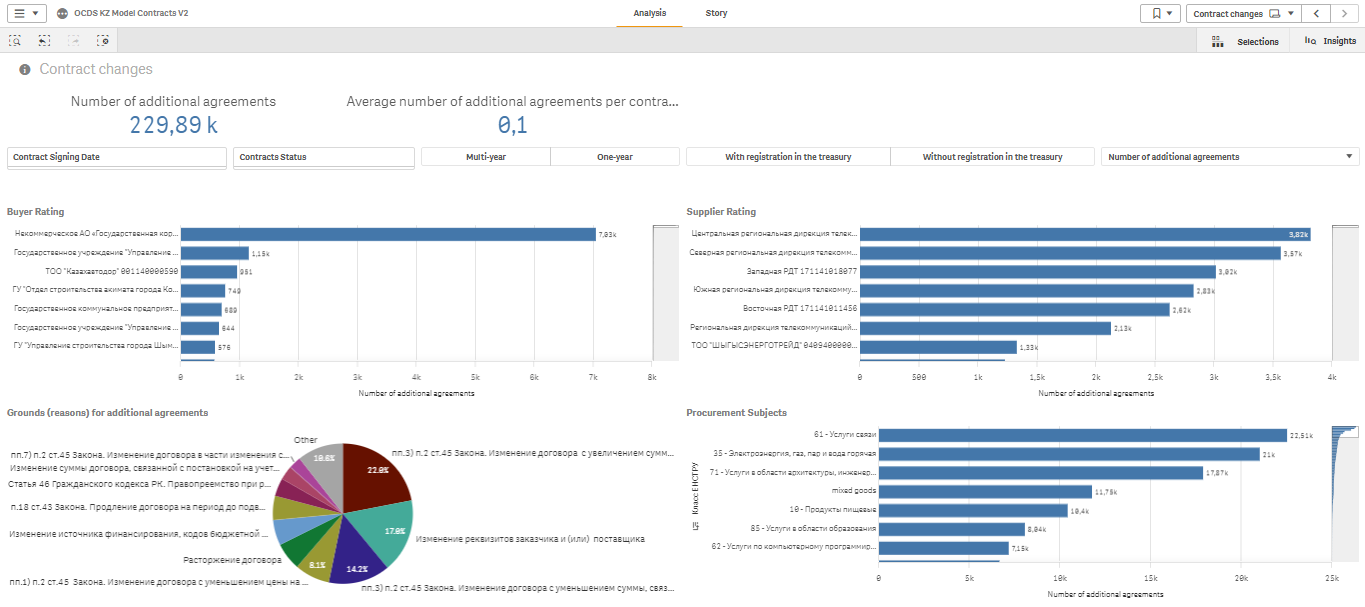 OCDS KZ Model Contracts V2
Analysis
Story
Contract changes
Selections
Insights
Contract changes
Number of additional agreements
229,89 k
Average number of additional agreements per contra...
0,1
Contract Signing Date
Contracts Status
Multi-year
One-year
With registration in the treasury
Without registration in the treasury
Number of additional agreements
Buyer Rating
Некоммерческое АО «Государственная кор...
7,03k
Государственное учреждение "Управление ...
1,15k
ТОО "Казахавтодор" 001140000590
951
ГУ "Отдел строительства акимата города Ко...
749
Государственное коммунальное предприят...
689
Государственное учреждение "Управление ...
644
ГУ "Управление строительства города Шым...
576
0 1k 2k 3k 4k 5k 6k 7k 8k
Number of additional agreements
Supplier Rating
Центральная региональная дирекция телек...
3,82k
Северная региональная дирекция телекомм...
3,57k
Западная РДТ 171141018077
3,02k
Южная региональная дирекция телекомму...
2,83k
Восточная РДТ 171141011456
2,62k
Региональная дирекция телекоммуникаций...
2,13k
ТОО "ШЫҒЫСЭНЕРГОТРЕЙД" 0409400000...
1,33k
0 500 1k 1,5k 2k 2,5k 3k 3,5k 4k
Number of additional agreements
Grounds (reasons) for additional agreements
Other
10.6%
пп.7) п.2 ст.45 Закона. Изменение договора в части изменения с...
Изменение суммы договора, связанной с постановкой на учет...
Статья 46 Гражданского кодекса РК. Правопреемство при р...
п.18 ст.43 Закона. Продление договора на период до подв...
Изменение источника финансирования, кодов бюджетной ...
Расторжение договора
пп.1) п.2 ст.45 Закона. Изменение договора с уменьшением цены на ...
8.1%
пп.3) п.2 ст.45 Закона. Изменение договора с увеличением сумм...
22.0%
Изменение реквизитов заказчика и (или) поставщика
17.0%
пп.3) п.2 ст.45 Закона. Изменение договора с уменьшением суммы, связ...
14.2%
Procurement Subjects
Класс ЕНСТРУ
61 - Услуги связи
22,51k
35 - Электроэнергия, газ, пар и вода горячая
21k
71 - Услуги в области архитектуры, инженер...
17,87k
mixed goods
11,75k
10 - Продукты пищевые
10,4k
85 - Услуги в области образования
8,04k
62 - Услуги по компьютерному программир...
7,15k
0 5k 10k 15k 20k 25k
Number of additional agreements